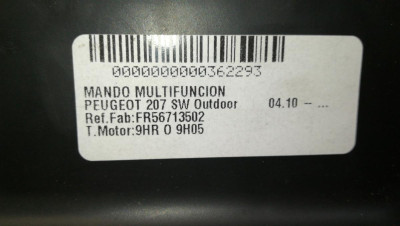 0000000000362293
MANDO MULTIFUNCION
PEUGEOT 207 SW Outdoor 04.10 - ...
Ref.Fab:FR56713502
T.Motor:9HR O 9H05